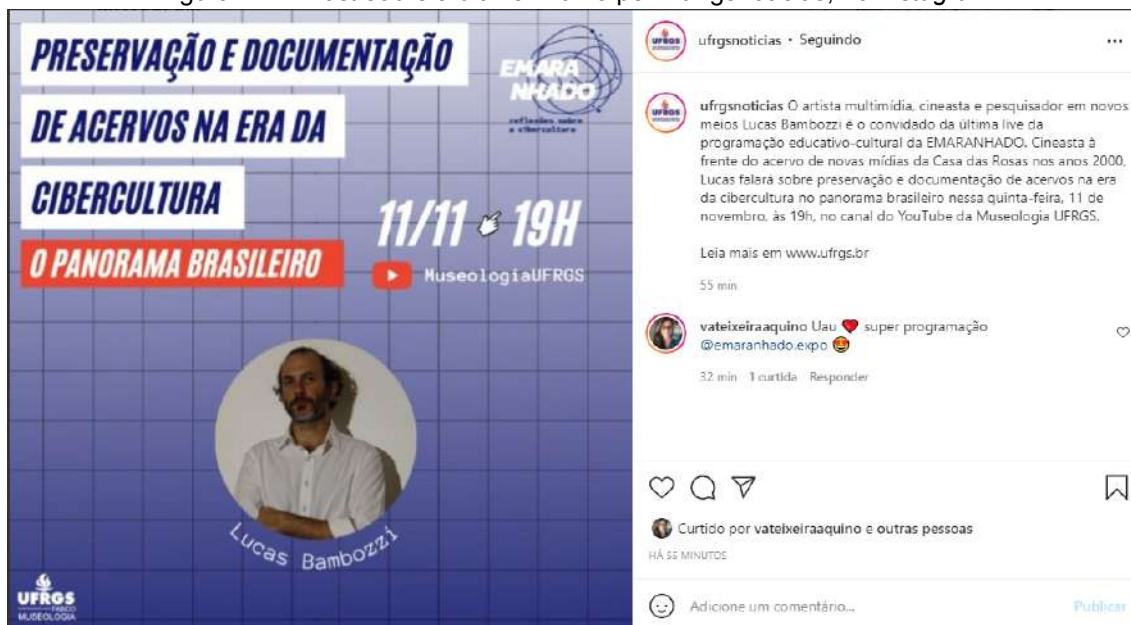 PRESERVAÇÃO E DOCUMENTAÇÃO
DE ACERVOS NA ERA DA
CIBERCULTURA
O PANORAMA BRASILEIRO
EMARA
NHADO
reflexões sobre
a cibercultura
11/11 19H
MuseologiaUFRGS
Lucas Bambozzi
UFRGS
FABICO
MUSEOLOGIA
ufrgsnoticias • Seguindo
ufrgsnoticias O artista multimídia, cineasta e pesquisador em novos
meios Lucas Bambozzi é o convidado da última live da
programação educativo-cultural da EMARANHADO. Cineasta à
frente do acervo de novas mídias da Casa das Rosas nos anos 2000,
Lucas falará sobre preservação e documentação de acervos na era
da cibercultura no panorama brasileiro nessa quinta-feira, 11 de
novembro, às 19h, no canal do YouTube da Museologia UFRGS.
Leia mais em www.ufrgs.br
55 min
vateixeiraaquino Uau ❤️ super programação
@emaranhado.expo 🤩
32 min 1 curtida Responder
Curtido por vateixeiraaquino e outras pessoas
HÁ 55 MINUTOS
Adicione um comentário...
Publicar